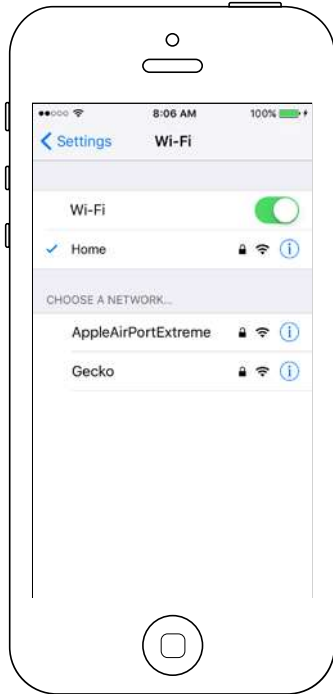 8:06 AM 100%
Settings Wi-Fi
Wi-Fi
Home
CHOOSE A NETWORK...
AppleAirPortExtreme
Gecko